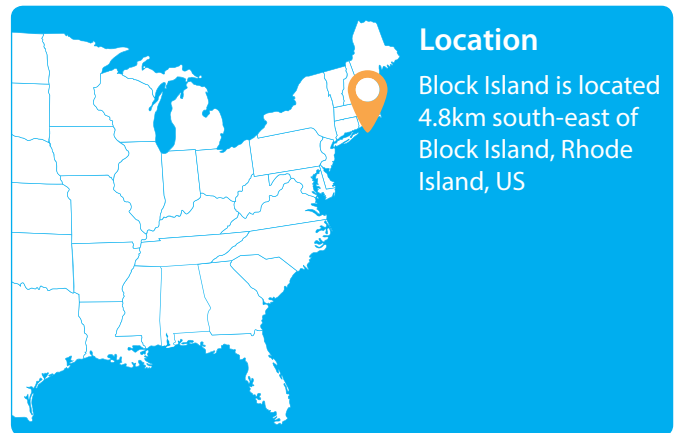 Location
Block Island is located
4.8km south-east of
Block Island, Rhode
Island, US